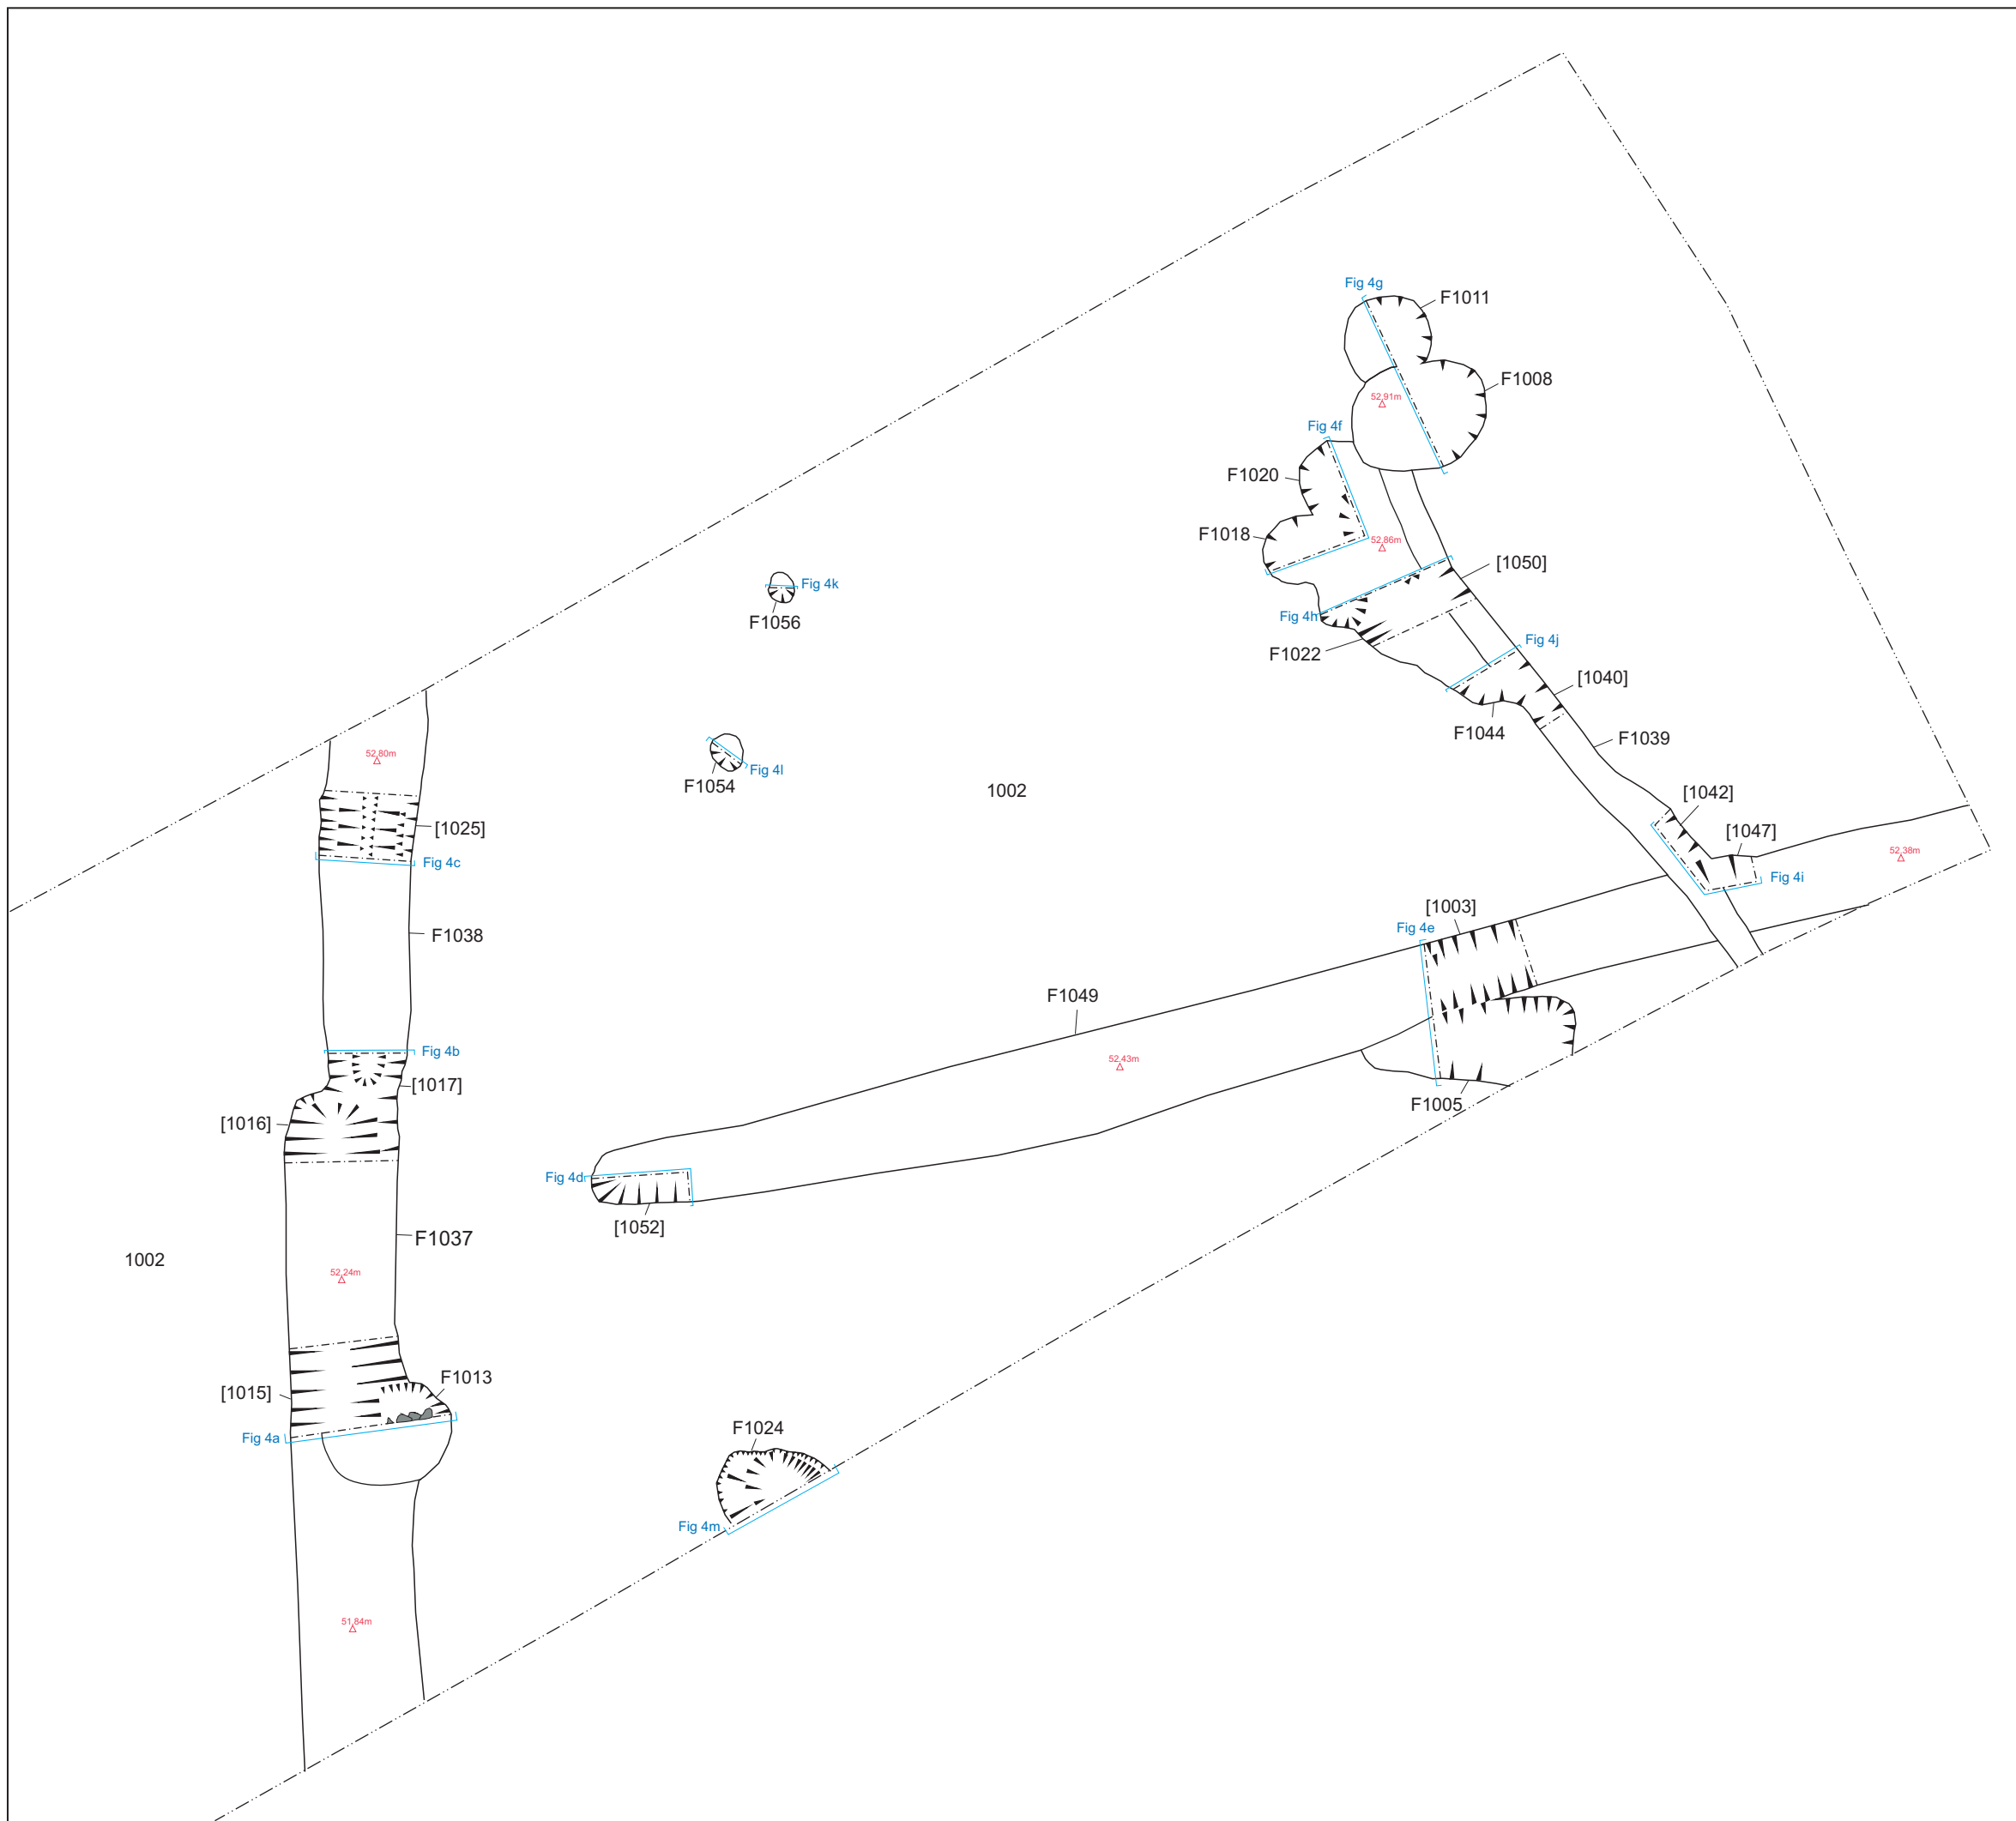 Fig 4g
F1011
F1008
52.91m
Fig 4f
F1020
F1018
52.86m
[1050]
Fig 4k
F1056
Fig 4h
F1022
Fig 4j
[1040]
F1044
F1039
52.80m
Fig 4l
F1054
1002
[1042]
[1025]
[1047]
52.38m
Fig 4c
Fig 4i
[1003]
Fig 4e
F1038
F1049
Fig 4b
52.43m
[1017]
F1005
[1016]
Fig 4d
[1052]
F1037
1002
52.24m
F1013
[1015]
F1024
Fig 4a
Fig 4m
51.84m